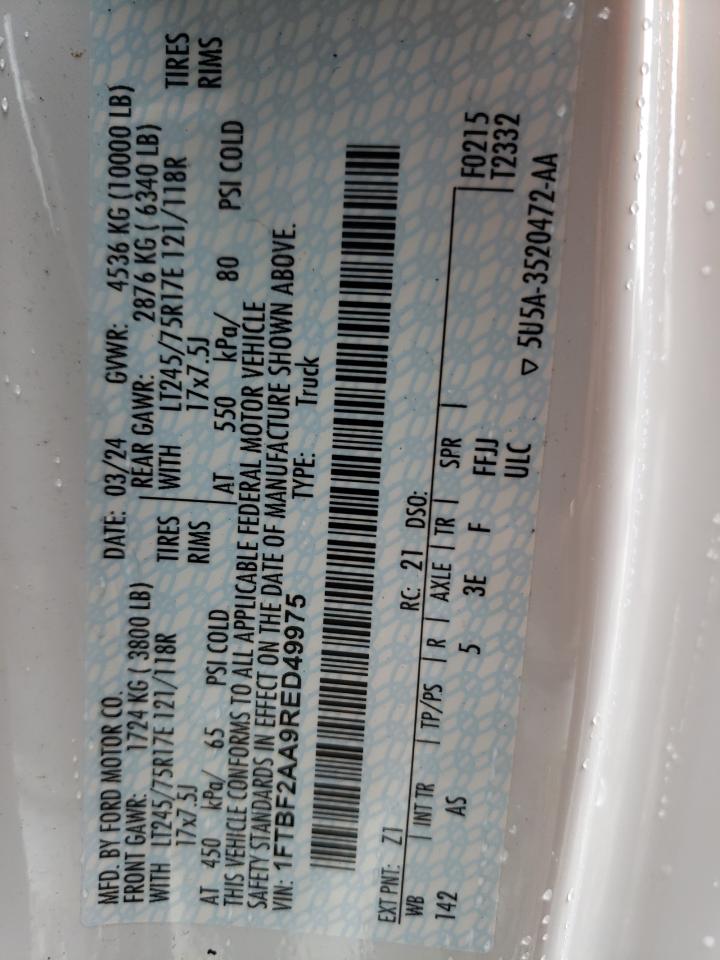 MFD. BY FORD MOTOR CO. DATE: 03/24 GVWR: 4536 KG (10000 LB)
FRONT GAWR: 1724 KG ( 3800 LB) REAR GAWR: 2876 KG ( 6340 LB)
WITH LT245/75R17E 121/118R TIRES WITH LT245/75R17E 121/118R TIRES
17x7.5J RIMS 17x7.5J RIMS
AT 450 kPa/ 65 PSI COLD AT 550 kPa/ 80 PSI COLD
THIS VEHICLE CONFORMS TO ALL APPLICABLE FEDERAL MOTOR VEHICLE
SAFETY STANDARDS IN EFFECT ON THE DATE OF MANUFACTURE SHOWN ABOVE.
VIN: 1FTBF2AA9RED49975 TYPE: Truck
EXT PNT: Z1 RC: 21 DSO:
WB INT TR TP/PS R AXLE TR SPR F0215
142 AS 5 3E F FFJJ T2332
ULC
▽ 5U5A-3520472-AA